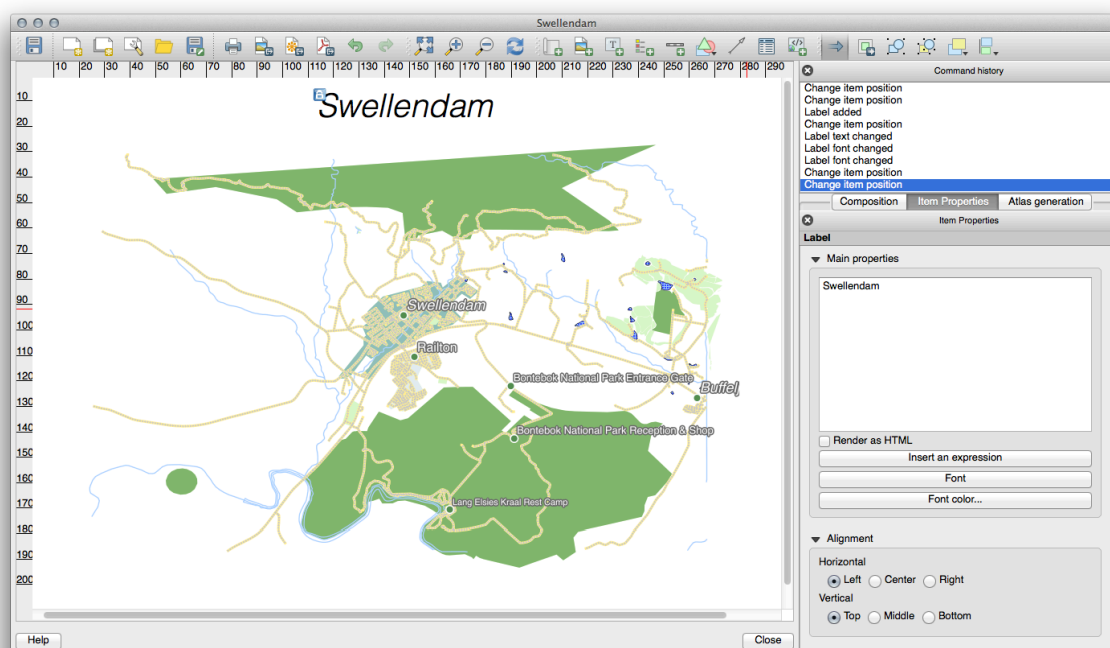 Swellendam
10 20 30 40 50 60 70 80 90 100 110 120 130 140 150 160 170 180 190 200 210 220 230 240 250 260 270 280 290
10
20
30
40
50
60
70
80
90
100
110
120
130
140
150
160
170
180
190
200
Swellendam
Swellendam
Railton
Bontebok National Park Entrance Gate
Buffelj
Bontebok National Park Reception & Shop
Lang Elsies Kraal Rest Camp
Help
Close
Command history
Change item position
Change item position
Label added
Change item position
Label text changed
Label font changed
Label font changed
Change item position
Change item position
Composition Item Properties Atlas generation
Item Properties
Label
Main properties
Swellendam
Render as HTML
Insert an expression
Font
Font color...
Alignment
Horizontal
Left Center Right
Vertical
Top Middle Bottom